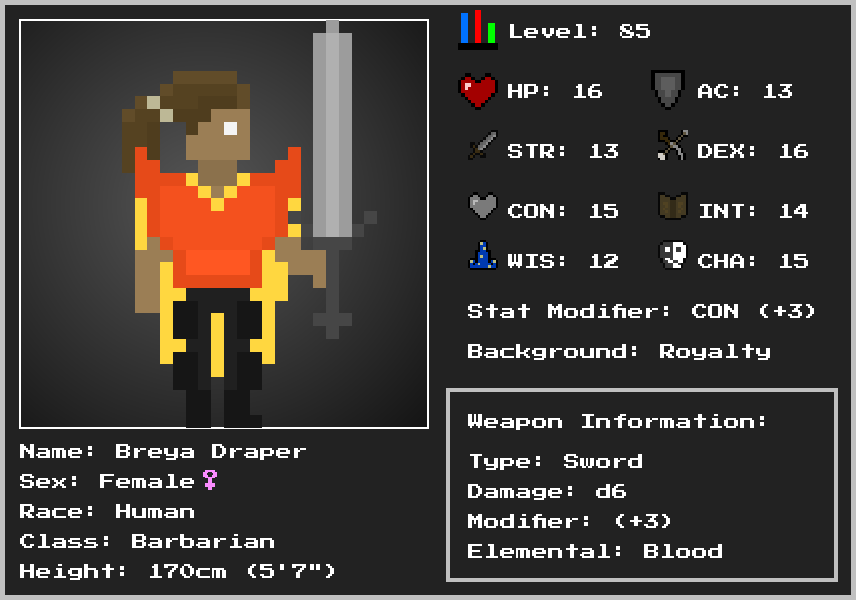 Level: 85
HP: 16 AC: 13
STR: 13 DEX: 16
CON: 15 INT: 14
WIS: 12 CHA: 15
Stat Modifier: CON (+3)
Background: Royalty
Weapon Information:
Type: Sword
Damage: d6
Modifier: (+3)
Elemental: Blood
Name: Breya Draper
Sex: Female♀
Race: Human
Class: Barbarian
Height: 170cm (5'7")